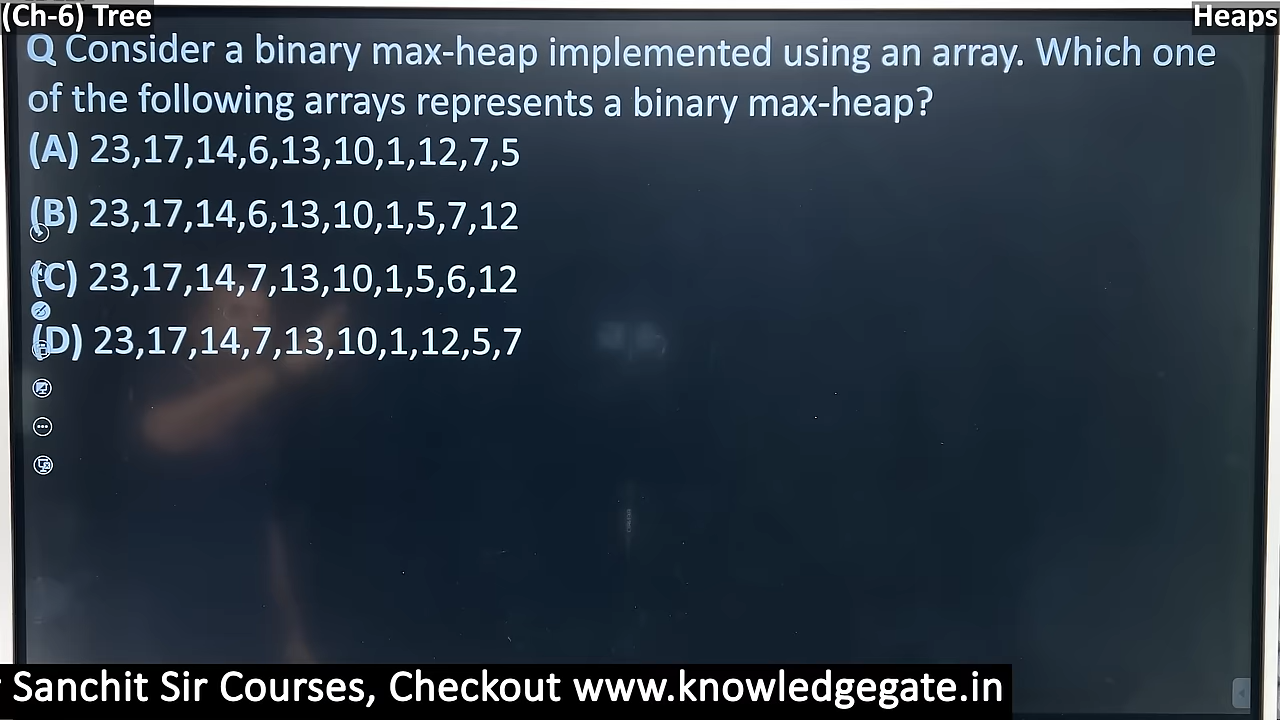 (Ch-6) Tree
Heaps
Q Consider a binary max-heap implemented using an array. Which one
of the following arrays represents a binary max-heap?
(A) 23,17,14,6,13,10,1,12,7,5
(B) 23,17,14,6,13,10,1,5,7,12
(C) 23,17,14,7,13,10,1,5,6,12
(D) 23,17,14,7,13,10,1,12,5,7
Sanchit Sir Courses, Checkout www.knowledgegate.in